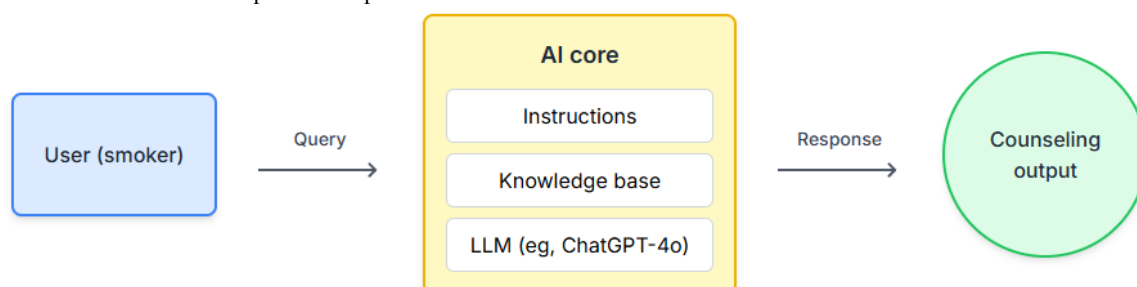 AI core
User (smoker)
Query
Instructions
Knowledge base
LLM (eg, ChatGPT-4o)
Response
Counseling
output